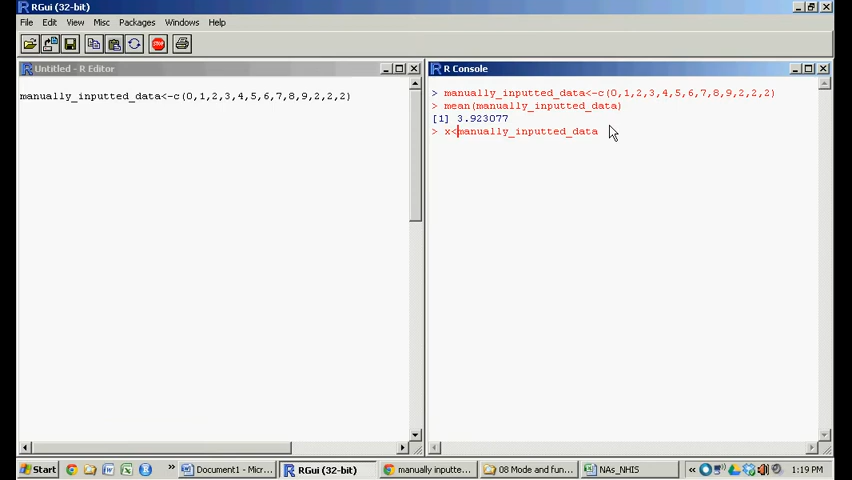 RGui (32-bit)
File Edit View Misc Packages Windows Help
STOP
Untitled - R Editor
manually_inputted_data<-c(0,1,2,3,4,5,6,7,8,9,2,2,2)
R Console
> manually_inputted_data<-c(0,1,2,3,4,5,6,7,8,9,2,2,2)
> mean(manually_inputted_data)
[1] 3.923077
> x<manually_inputted_data
Start » Document1 - Micr... RGui (32-bit) manually inputte... 08 Mode and fun... NAs_NHIS « 1:19 PM